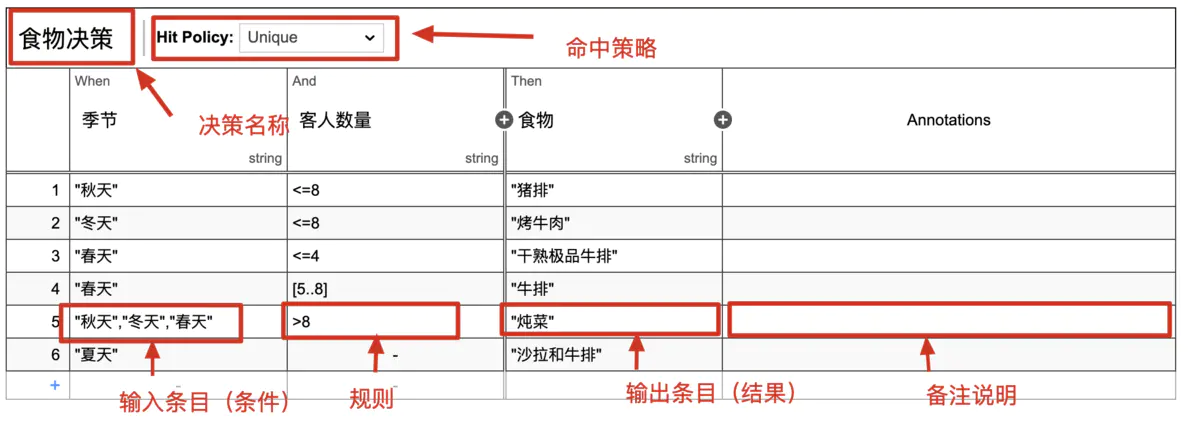 食物决策 Hit Policy: Unique 命中策略
When And Then
季节 决策名称 客人数量 食物 Annotations
string string string
1 "秋天" <=8 "猪排"
2 "冬天" <=8 "烤牛肉"
3 "春天" <=4 "干熟极品牛排"
4 "春天" [5..8] "牛排"
5 "秋天","冬天","春天" >8 "炖菜"
6 "夏天" - "沙拉和牛排"
+ - -
输入条目（条件） 规则 输出条目（结果） 备注说明